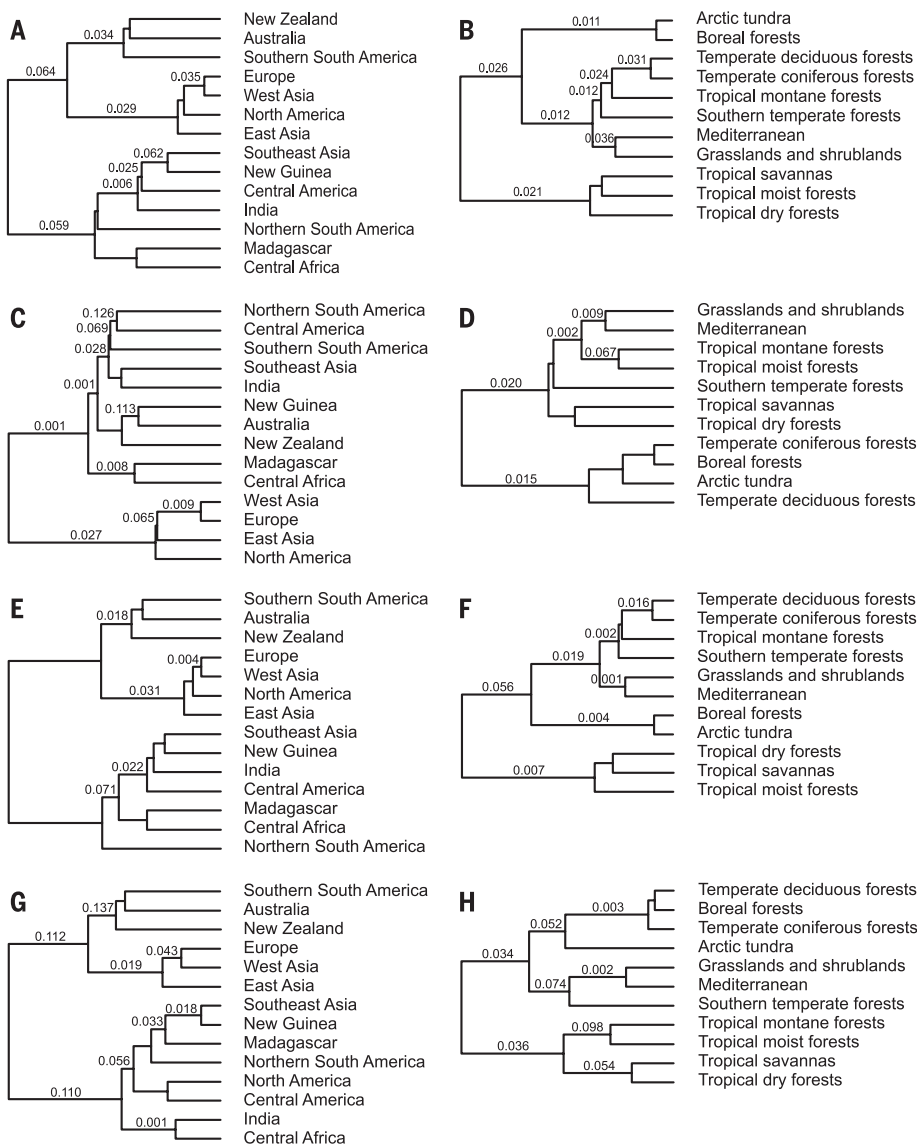 A
0.034
0.064
0.035
0.029
0.062
0.025
0.006
0.059
New Zealand
Australia
Southern South America
Europe
West Asia
North America
East Asia
Southeast Asia
New Guinea
Central America
India
Northern South America
Madagascar
Central Africa
B
0.011
0.026
0.031
0.024
0.012
0.012
0.036
0.021
Arctic tundra
Boreal forests
Temperate deciduous forests
Temperate coniferous forests
Tropical montane forests
Southern temperate forests
Mediterranean
Grasslands and shrublands
Tropical savannas
Tropical moist forests
Tropical dry forests
C
0.126
0.069
0.028
0.001
0.113
0.001
0.008
0.009
0.065
0.027
Northern South America
Central America
Southern South America
Southeast Asia
India
New Guinea
Australia
New Zealand
Madagascar
Central Africa
West Asia
Europe
East Asia
North America
D
0.009
0.002
0.067
0.020
0.015
Grasslands and shrublands
Mediterranean
Tropical montane forests
Tropical moist forests
Southern temperate forests
Tropical savannas
Tropical dry forests
Temperate coniferous forests
Boreal forests
Arctic tundra
Temperate deciduous forests
E
0.018
0.004
0.031
0.022
0.071
Southern South America
Australia
New Zealand
Europe
West Asia
North America
East Asia
Southeast Asia
New Guinea
India
Central America
Madagascar
Central Africa
Northern South America
F
0.016
0.002
0.019
0.001
0.056
0.004
0.007
Temperate deciduous forests
Temperate coniferous forests
Tropical montane forests
Southern temperate forests
Grasslands and shrublands
Mediterranean
Boreal forests
Arctic tundra
Tropical dry forests
Tropical savannas
Tropical moist forests
G
0.137
0.112
0.043
0.019
0.018
0.033
0.056
0.110
0.001
Southern South America
Australia
New Zealand
Europe
West Asia
East Asia
Southeast Asia
New Guinea
Madagascar
Northern South America
North America
Central America
India
Central Africa
H
0.003
0.052
0.034
0.002
0.074
0.098
0.036
0.054
Temperate deciduous forests
Boreal forests
Temperate coniferous forests
Arctic tundra
Grasslands and shrublands
Mediterranean
Southern temperate forests
Tropical montane forests
Tropical moist forests
Tropical savannas
Tropical dry forests